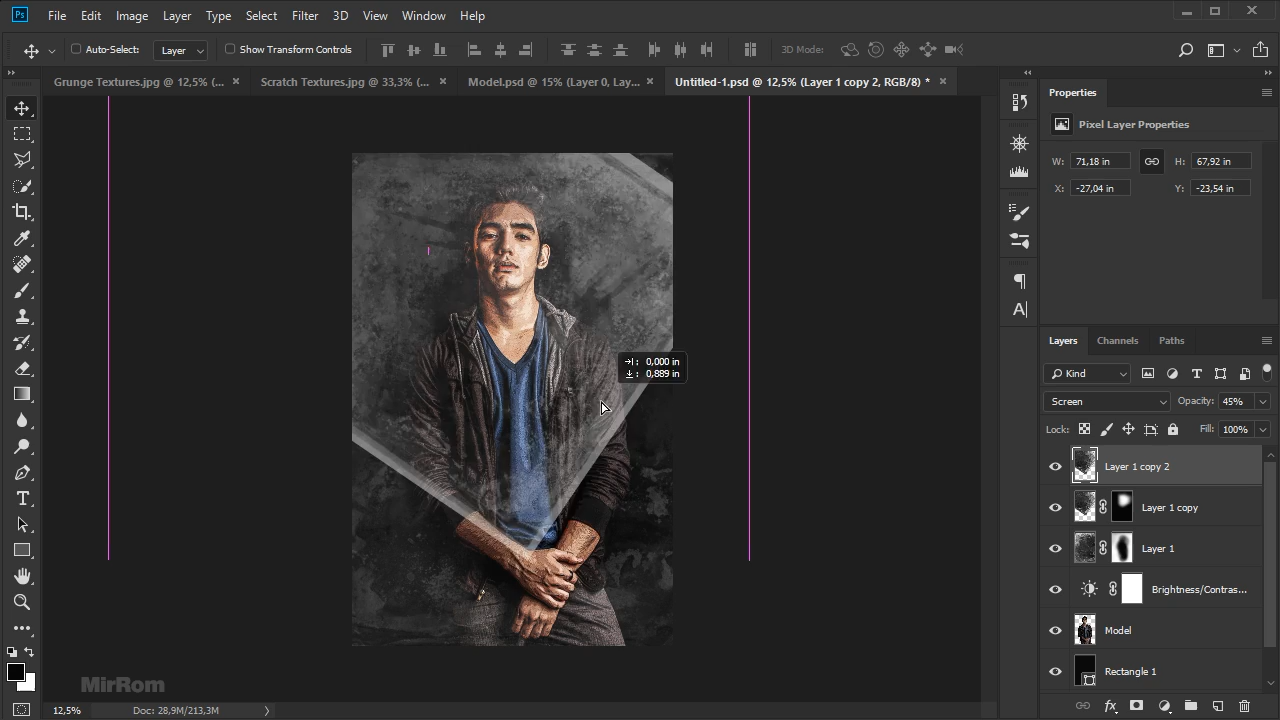 Ps File Edit Image Layer Type Select Filter 3D View Window Help
Auto-Select: Layer Show Transform Controls 3D Mode:
Grunge Textures.jpg @ 12,5% (... Scratch Textures.jpg @ 33,3% (... Model.psd @ 15% (Layer 0, Lay... Untitled-1.psd @ 12,5% (Layer 1 copy 2, RGB/8) *
Properties
Pixel Layer Properties
W: 71,18 in H: 67,92 in
X: -27,04 in Y: -23,54 in
0,000 in
0,889 in
Layers Channels Paths
Kind
Screen Opacity: 45%
Lock: Fill: 100%
Layer 1 copy 2
Layer 1 copy
Layer 1
Brightness/Contras...
Model
Rectangle 1
MirRom
12,5% Doc: 28,9M/213,3M